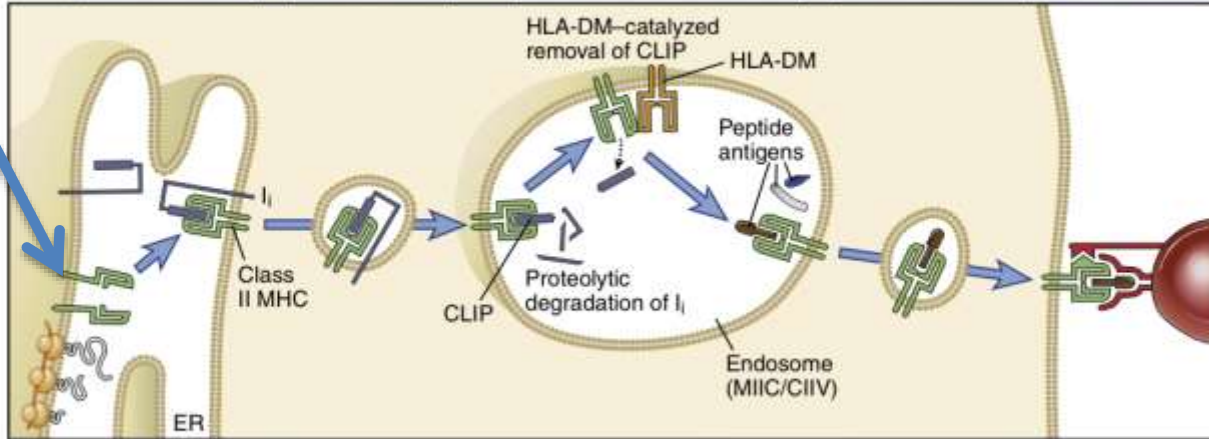 HLA-DM–catalyzed
removal of CLIP
HLA-DM
Peptide
antigens
Iᵢ
Class
II MHC
CLIP
Proteolytic
degradation of Iᵢ
Endosome
(MIIC/CIIV)
ER